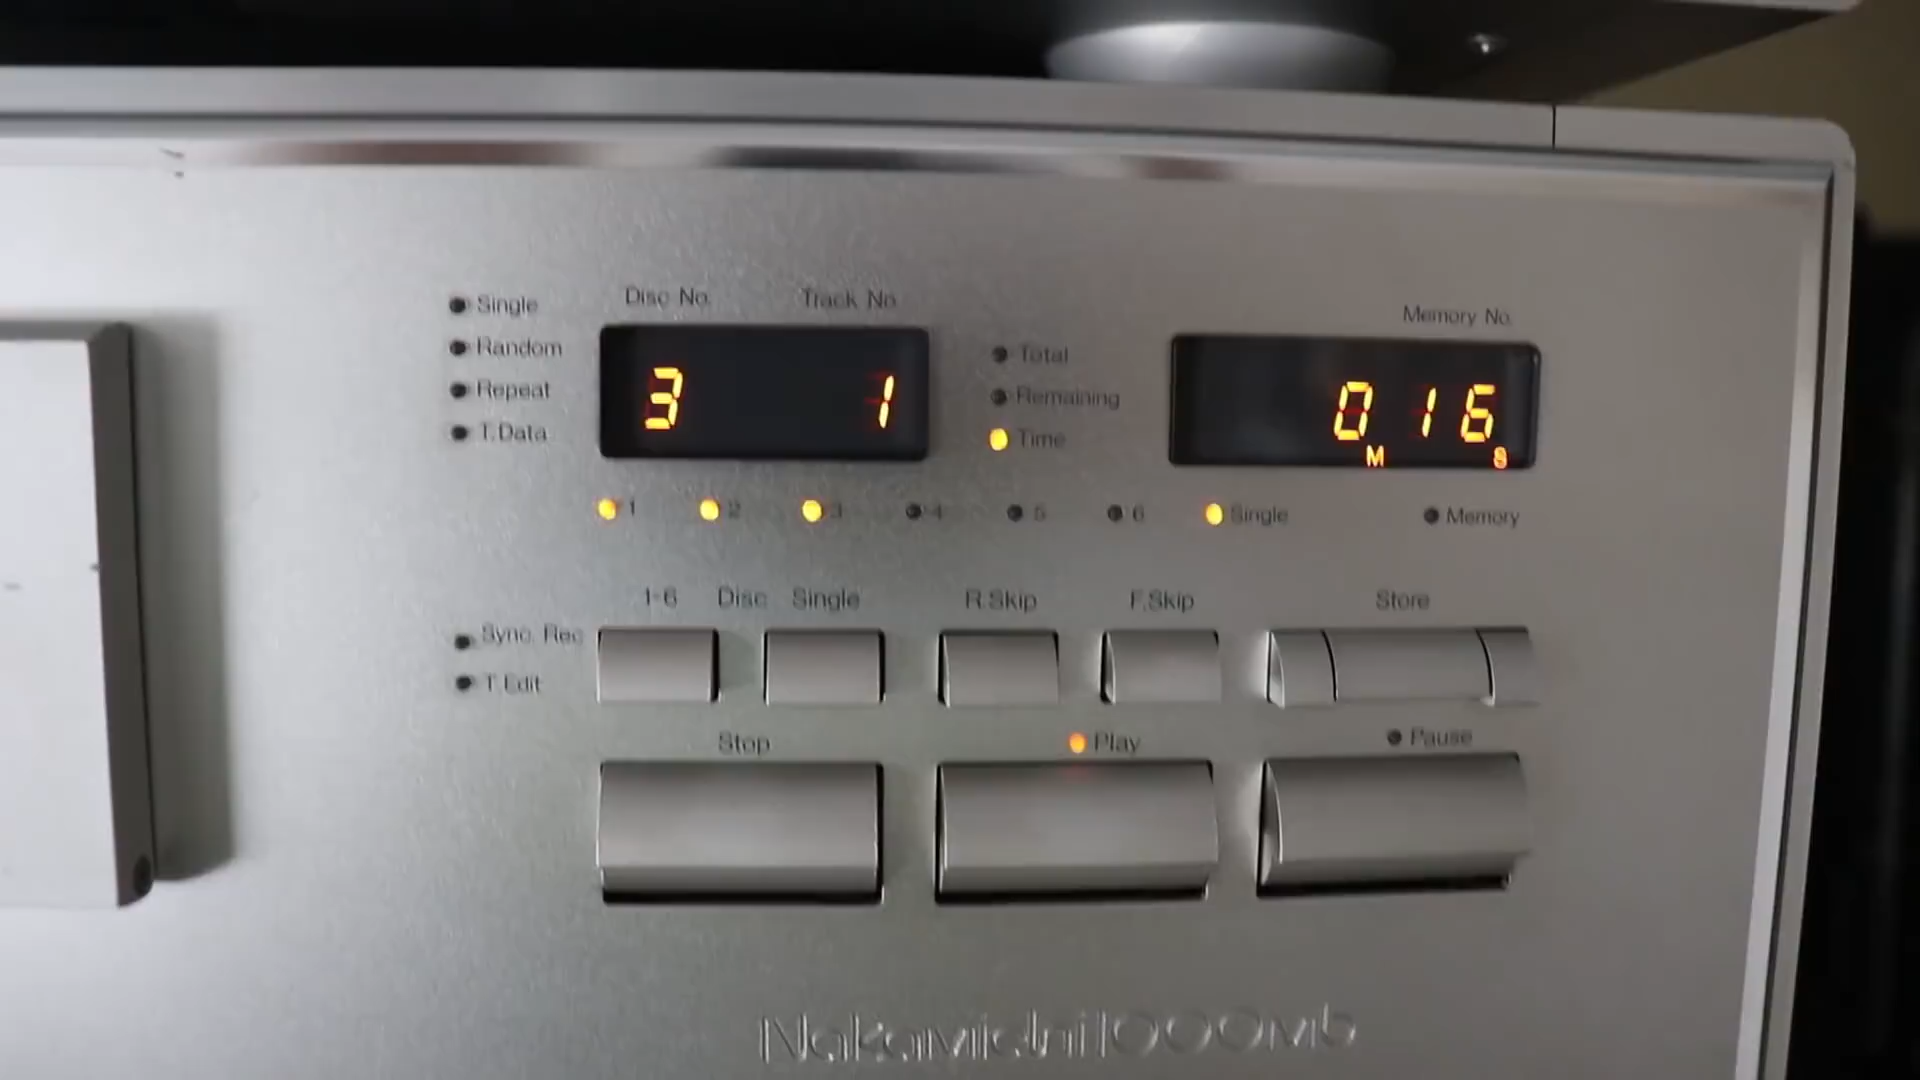 Single
Disc No.
Track No.
Memory No.
Random
Total
Repeat
3
1
Remaining
0 16
M
S
T.Data
Time
1
2
3
4
5
6
Single
Memory
1-6
Disc
Single
R.Skip
F.Skip
Store
Sync. Rec
T.Edit
Stop
Play
Pause
Nakamichi 1000Mb